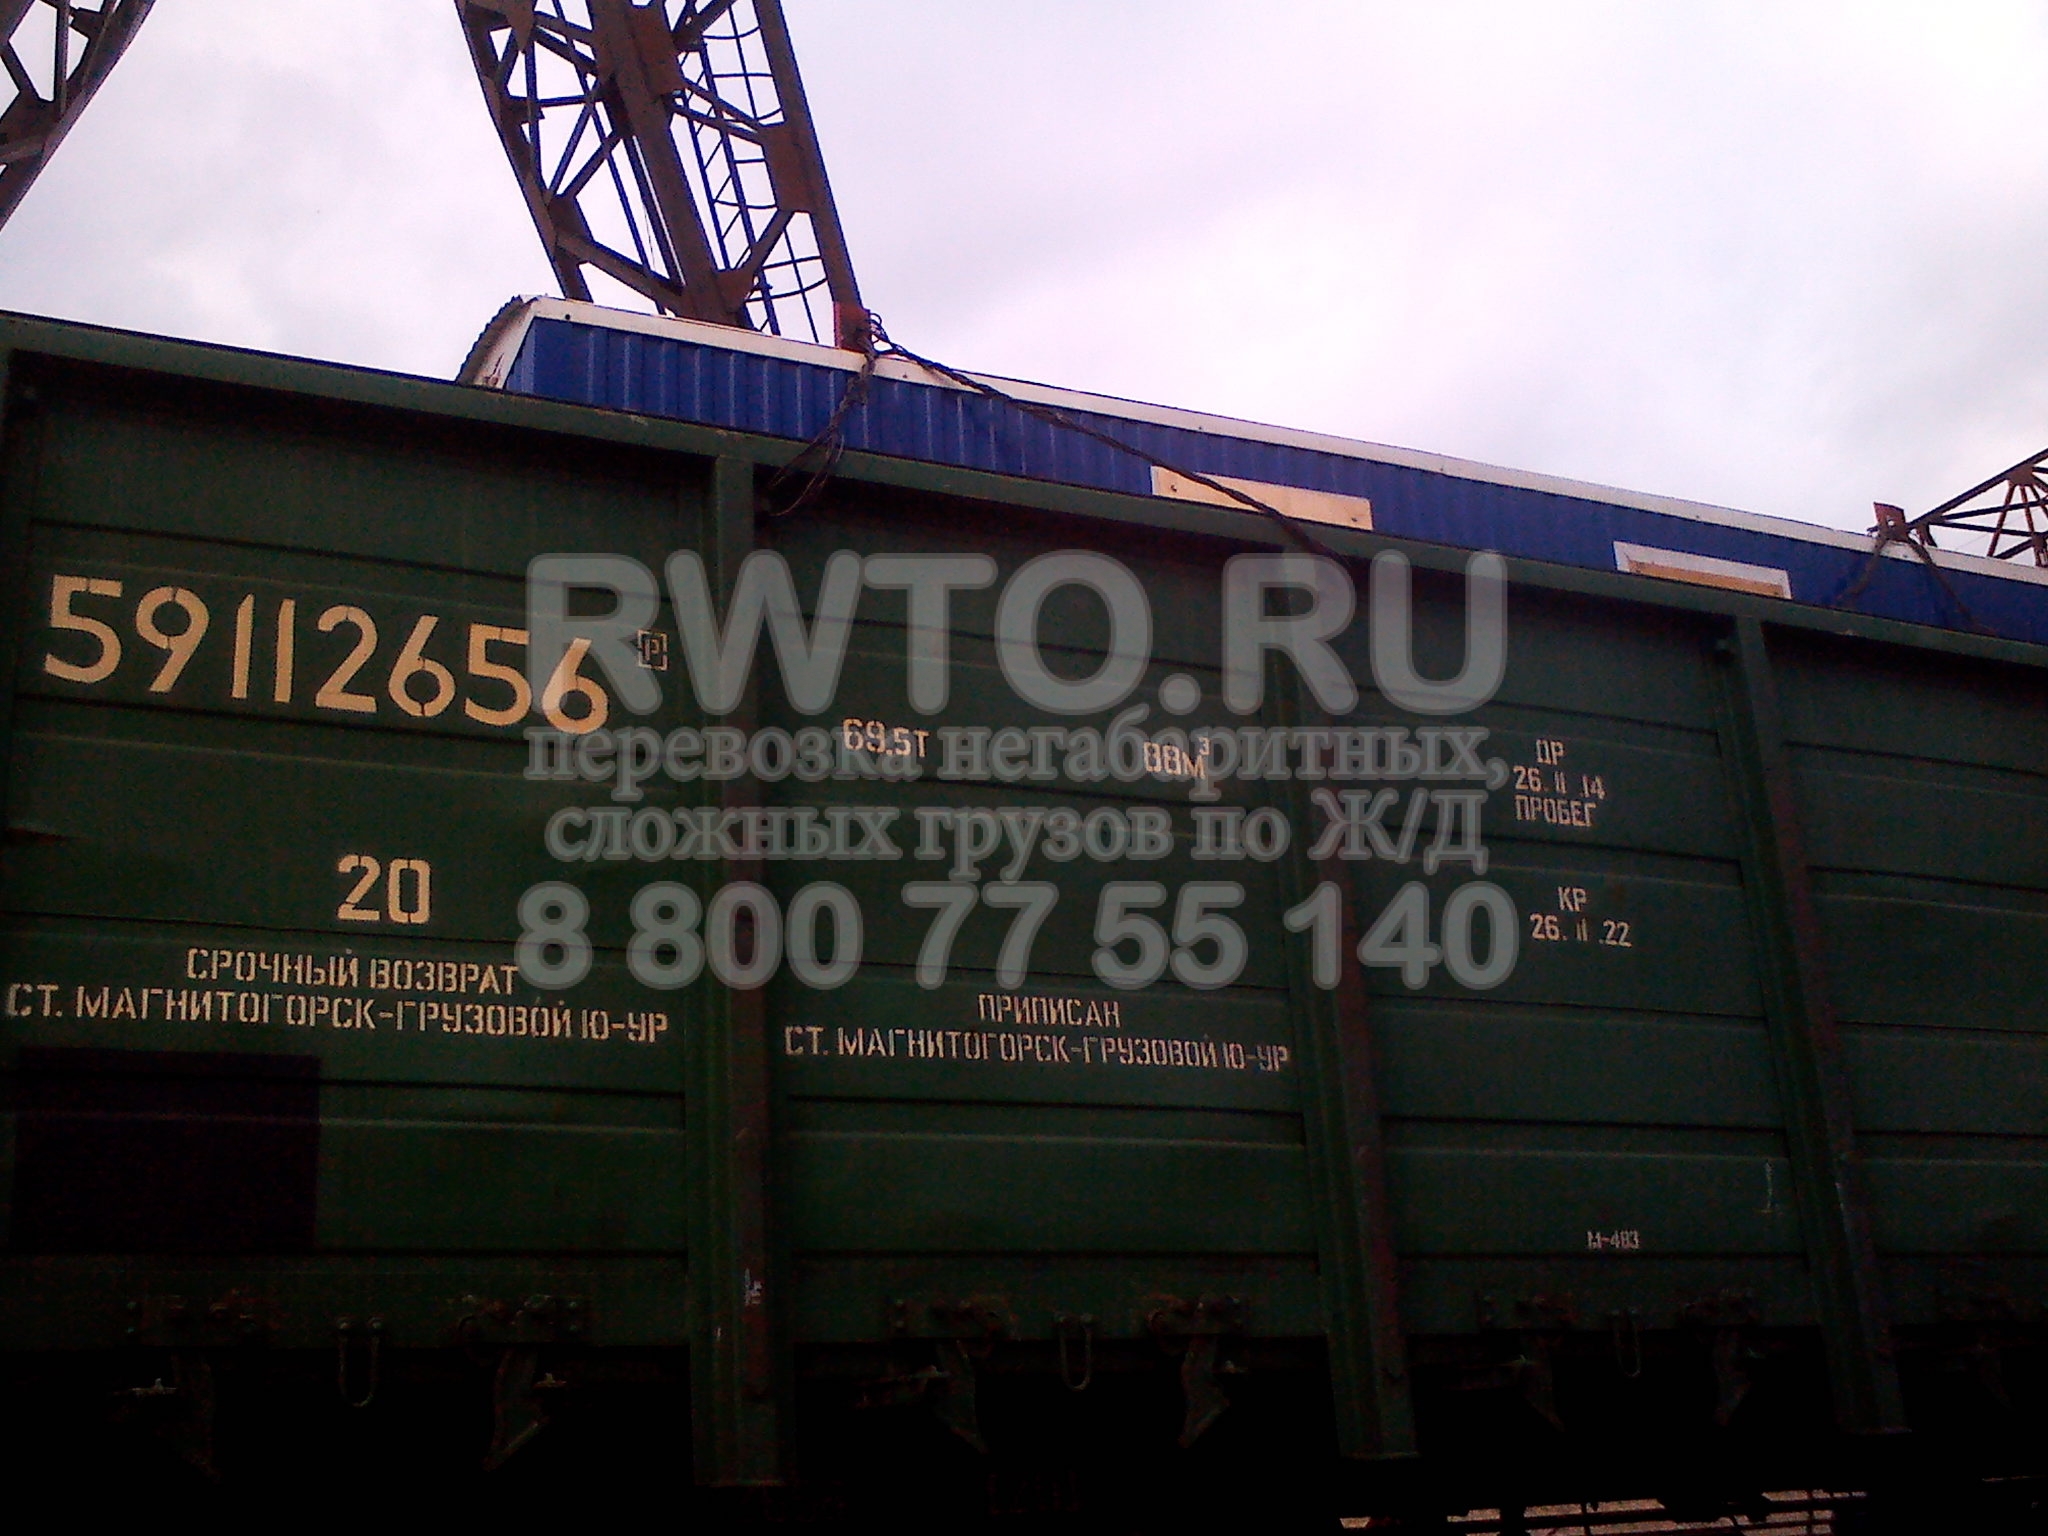 RWTO.RU
перевозка негабаритных,
сложных грузов по Ж/Д
8 800 77 55 140
59112656 Р
69.5Т 88М³
ДР
26.11.14
ПРОБЕГ
20
КР
26.11.22
СРОЧНЫЙ ВОЗВРАТ
СТ. МАГНИТОГОРСК-ГРУЗОВОЙ Ю-УР
ПРИПИСАН
СТ. МАГНИТОГОРСК-ГРУЗОВОЙ Ю-УР
М-483